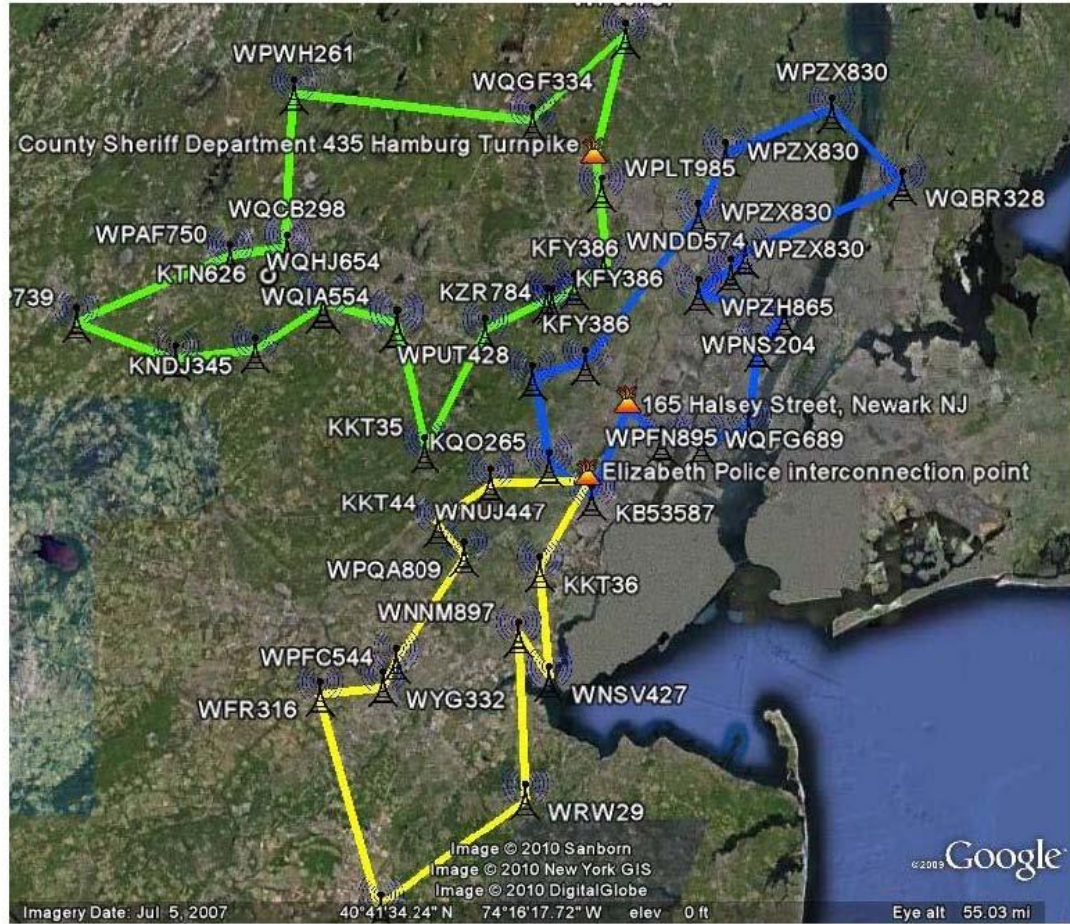 WPWH261
WQGF334
WPZX830
County Sheriff Department 435 Hamburg Turnpike
WPZX830
WPLT985
WQBR328
WQCB298
WPZX830
WPAF750
WNDD574
WPZX830
KFY386
KTN626
WQHJ654
KFY386
WQIA554
KZR784
739
WPZH865
KFY386
WPNS204
KNDJ345
WPUT428
165 Halsey Street, Newark NJ
KKT35
KQO265
WPFN895
WQFG689
Elizabeth Police interconnection point
KKT44
WNUJ447
KB53587
WPQA809
KKT36
WNNM897
WPFC544
WFR316
WYG332
WNSV427
WRW29
Image © 2010 Sanborn
Image © 2010 New York GIS
Image © 2010 DigitalGlobe
©2009 Google
Imagery Date: Jul 5, 2007 40°41'34.24" N 74°16'17.72" W elev 0 ft Eye alt 55.03 mi